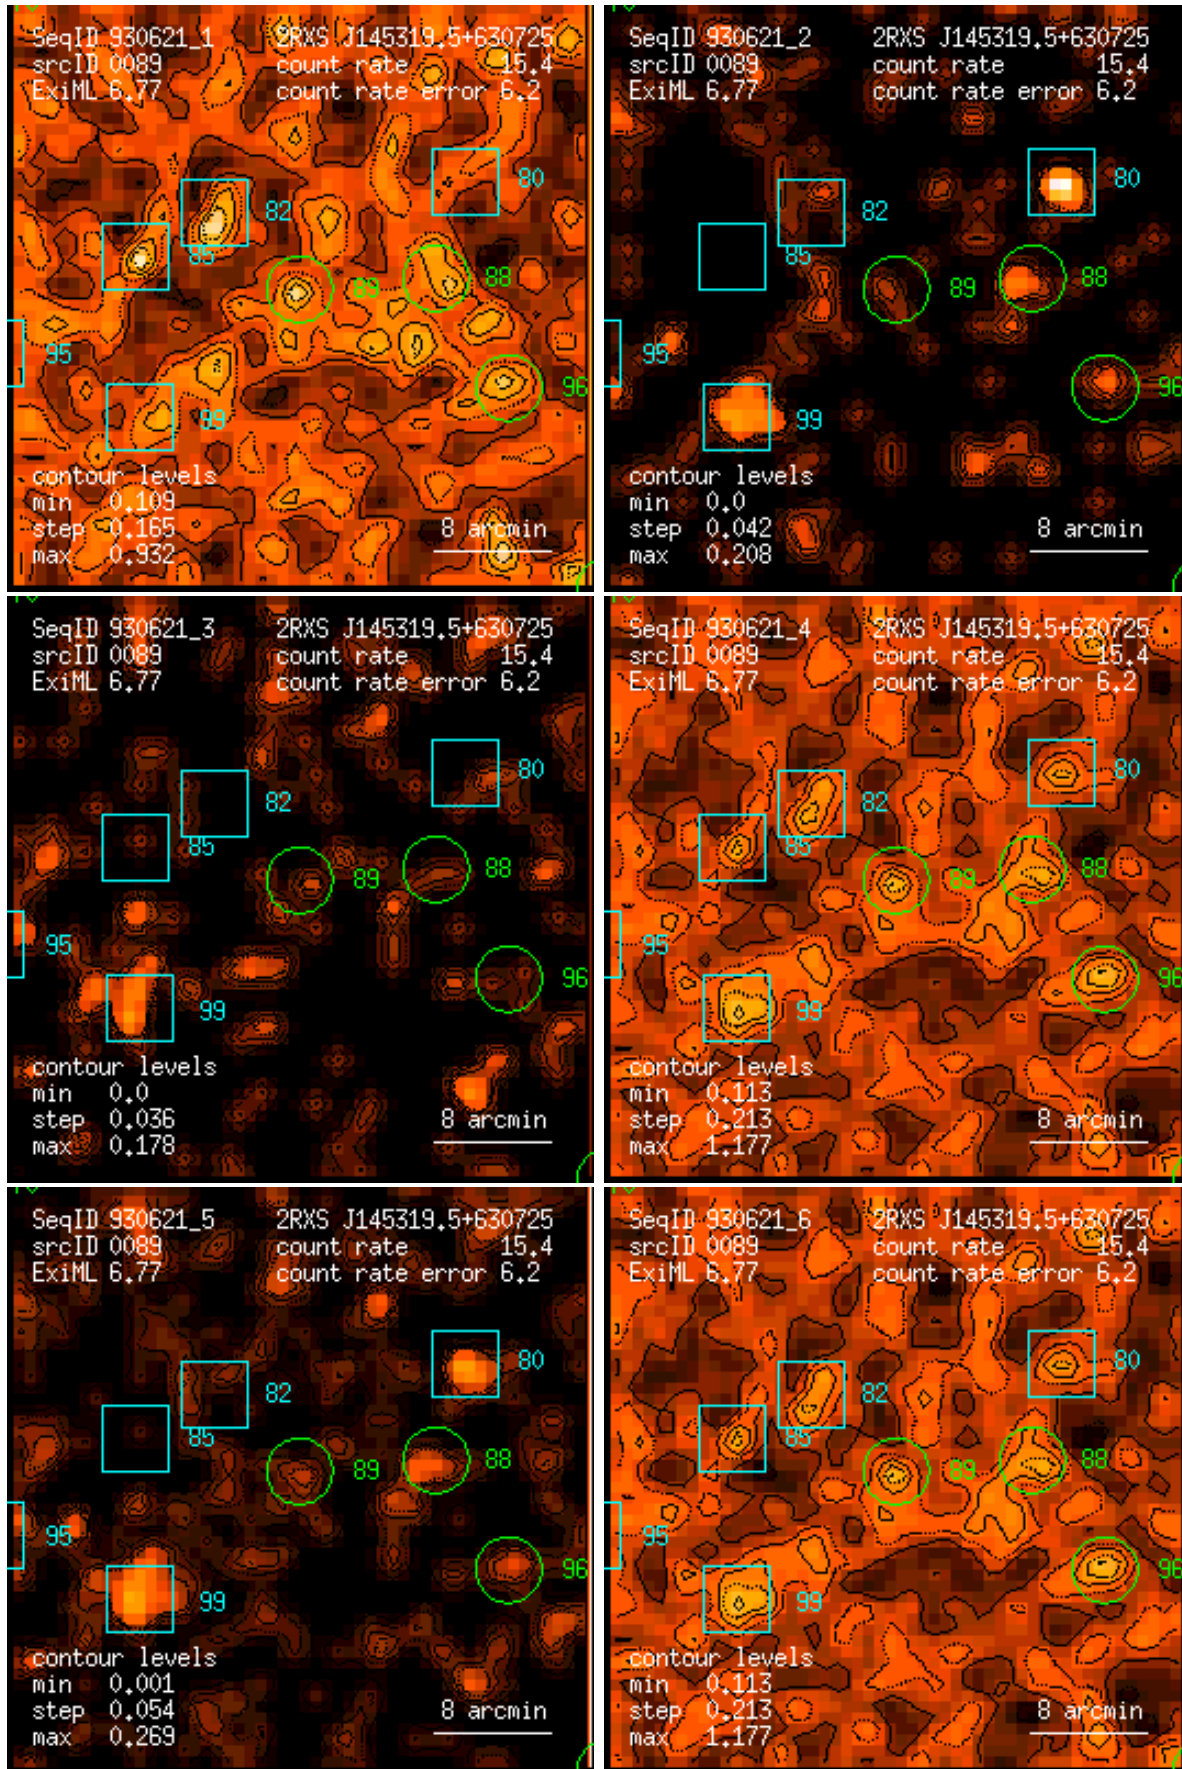 SeqID 930621_1 2RXS J145319.5+630725
srcID 0089 count rate 15.4
ExiML 6.77 count rate error 6.2
80
82
85
89 88
95
96
99
contour levels
min 0.109
step 0.165 8 arcmin
max 0.932
SeqID 930621_2 2RXS J145319.5+630725
srcID 0089 count rate 15.4
ExiML 6.77 count rate error 6.2
80
82
85
89 88
95
96
99
contour levels
min 0.0
step 0.042 8 arcmin
max 0.208
SeqID 930621_3 2RXS J145319.5+630725
srcID 0089 count rate 15.4
ExiML 6.77 count rate error 6.2
80
82
85
89 88
95
96
99
contour levels
min 0.0
step 0.036 8 arcmin
max 0.178
SeqID 930621_4 2RXS J145319.5+630725
srcID 0089 count rate 15.4
ExiML 6.77 count rate error 6.2
80
82
85
89 88
95
96
99
contour levels
min 0.113
step 0.213 8 arcmin
max 1.177
SeqID 930621_5 2RXS J145319.5+630725
srcID 0089 count rate 15.4
ExiML 6.77 count rate error 6.2
80
82
85
89 88
95
96
99
contour levels
min 0.001
step 0.054 8 arcmin
max 0.269
SeqID 930621_6 2RXS J145319.5+630725
srcID 0089 count rate 15.4
ExiML 6.77 count rate error 6.2
80
82
85
89 88
95
96
99
contour levels
min 0.113
step 0.213 8 arcmin
max 1.177